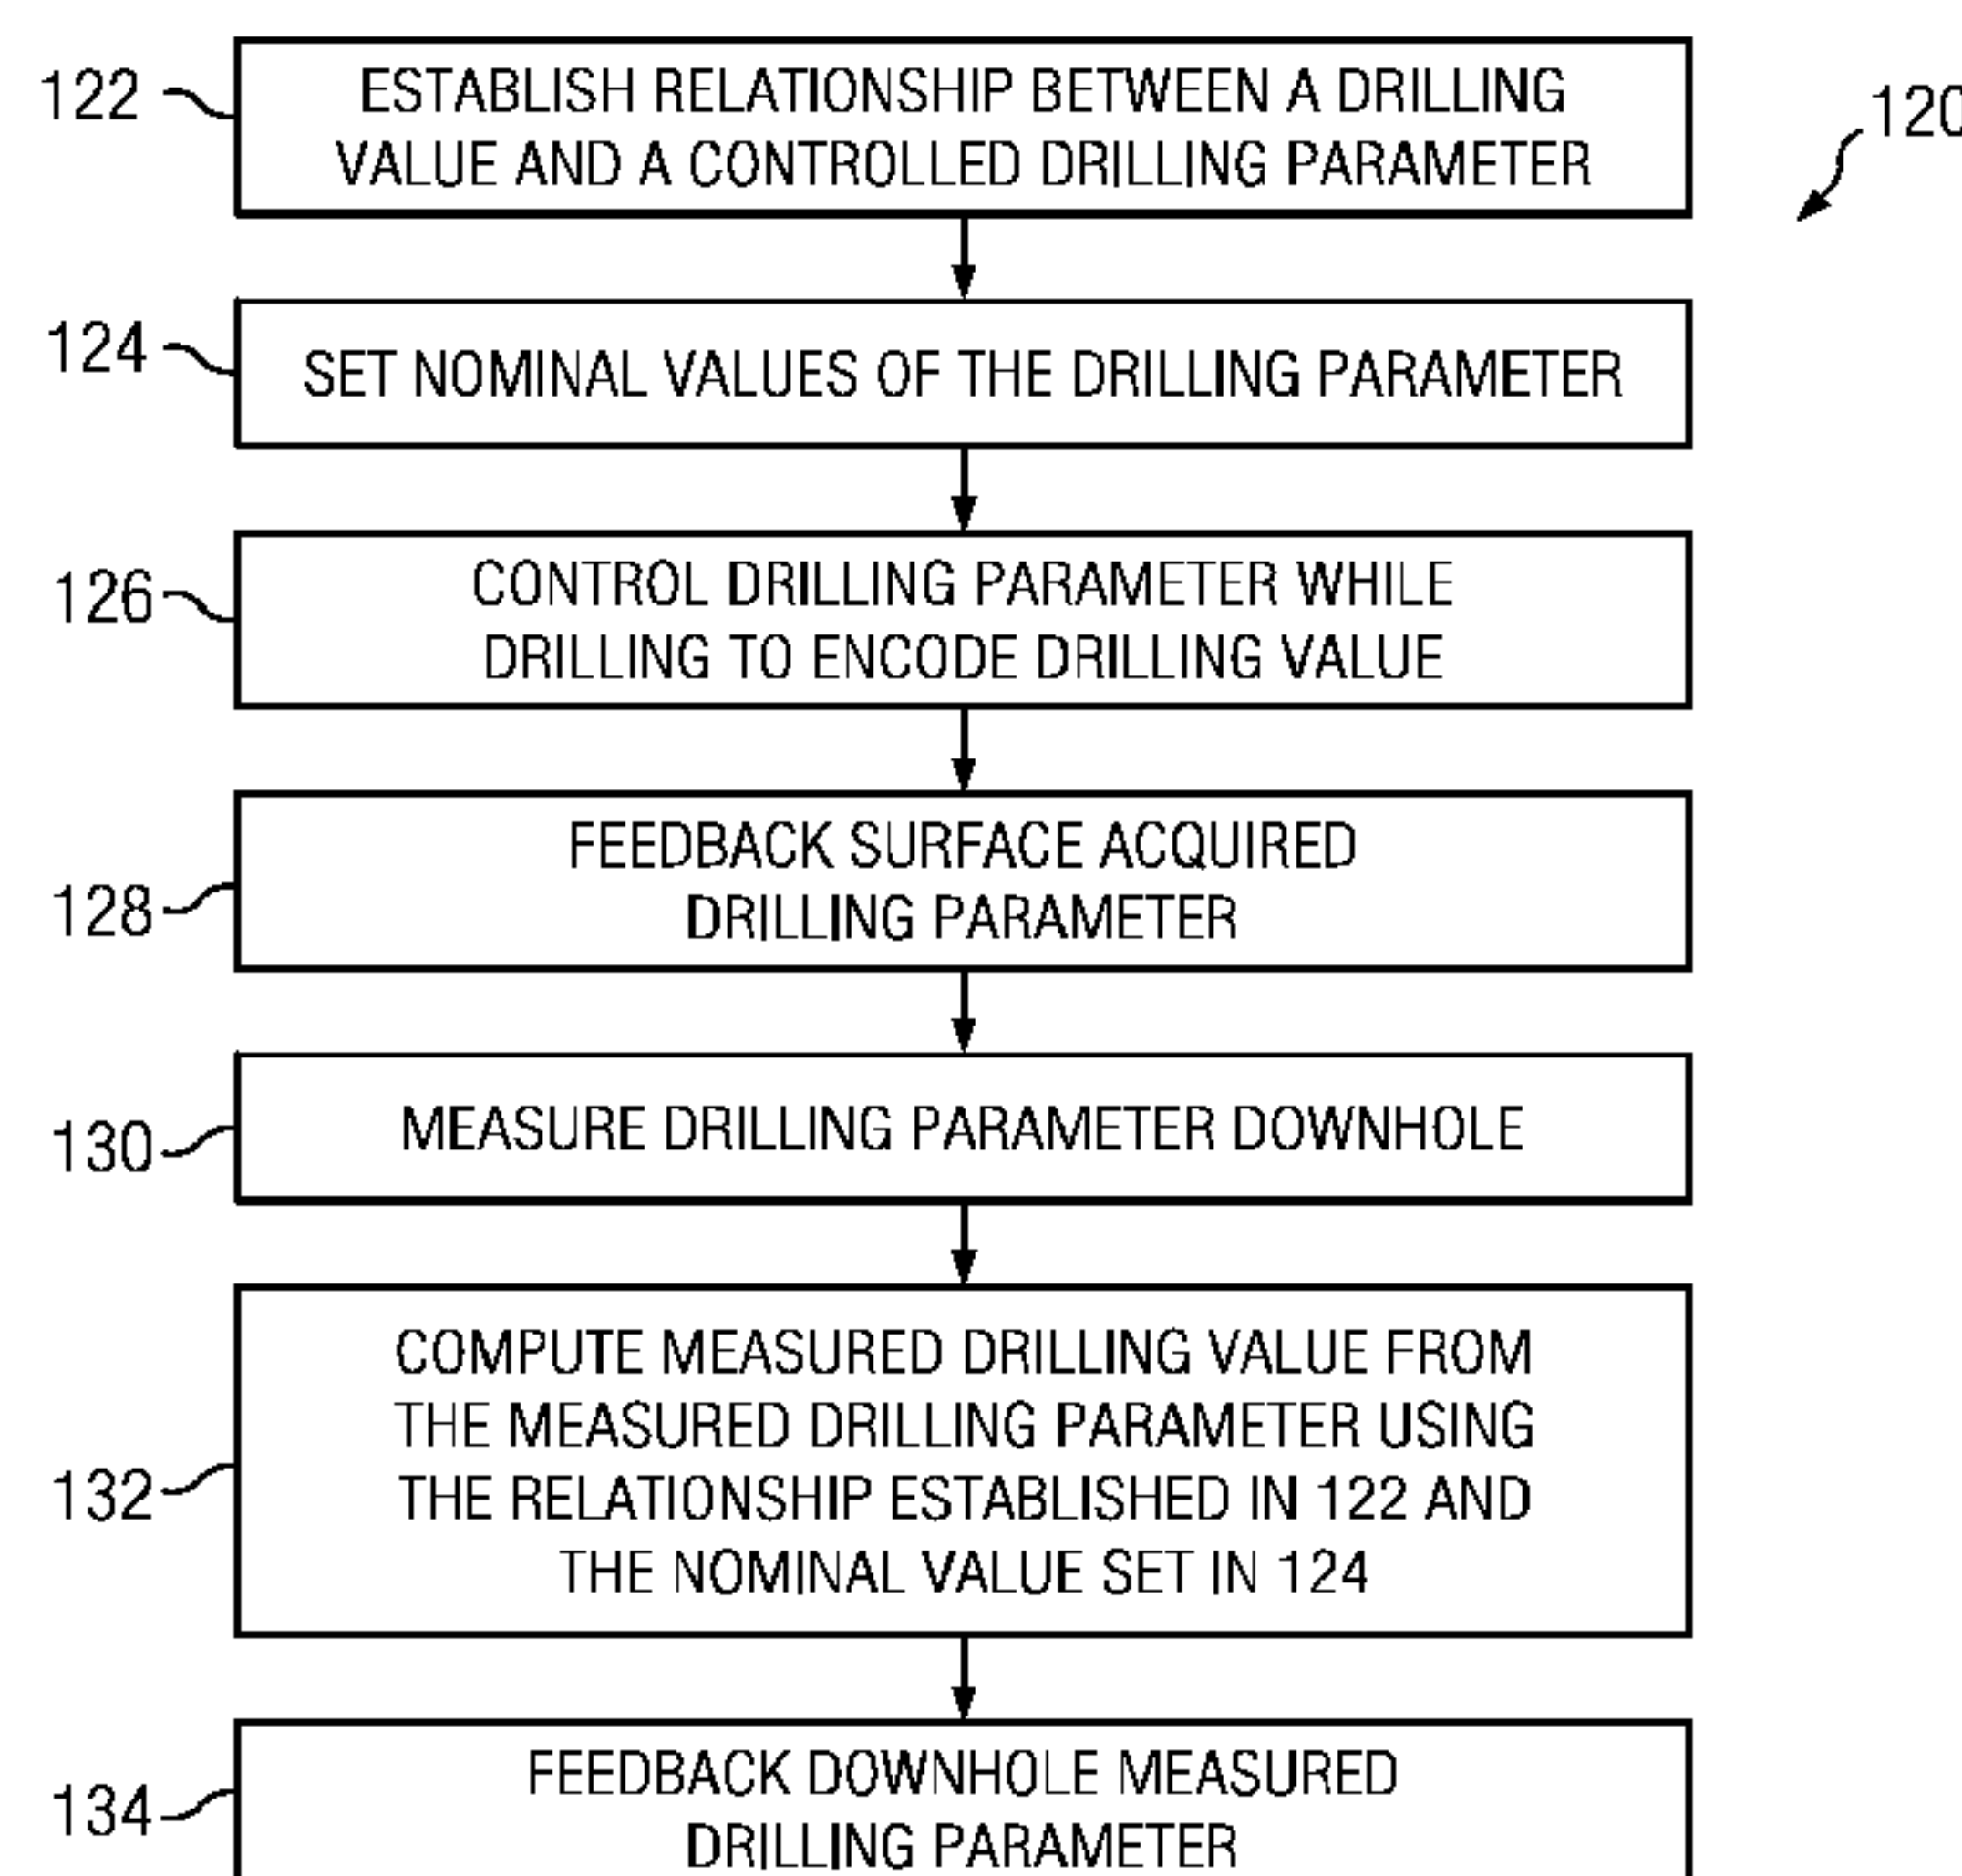 122
ESTABLISH RELATIONSHIP BETWEEN A DRILLING
VALUE AND A CONTROLLED DRILLING PARAMETER
120
124
SET NOMINAL VALUES OF THE DRILLING PARAMETER
126
CONTROL DRILLING PARAMETER WHILE
DRILLING TO ENCODE DRILLING VALUE
128
FEEDBACK SURFACE ACQUIRED
DRILLING PARAMETER
130
MEASURE DRILLING PARAMETER DOWNHOLE
132
COMPUTE MEASURED DRILLING VALUE FROM
THE MEASURED DRILLING PARAMETER USING
THE RELATIONSHIP ESTABLISHED IN 122 AND
THE NOMINAL VALUE SET IN 124
134
FEEDBACK DOWNHOLE MEASURED
DRILLING PARAMETER